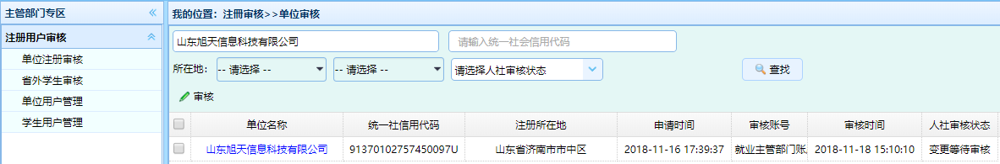 主管部门专区
注册用户审核
单位注册审核
省外学生审核
单位用户管理
学生用户管理
我的位置：注册审核>>单位审核
山东旭天信息科技有限公司 请输入统一社会信用代码
所在地： -- 请选择 -- -- 请选择 -- 请选择人社审核状态 查找
审核
单位名称 统一社信用代码 注册所在地 申请时间 审核账号 审核时间 人社审核状态
山东旭天信息科技有限公司 91370102757450097U 山东省济南市市中区 2018-11-16 17:39:37 就业主管部门账 2018-11-18 15:10:10 变更等待审核